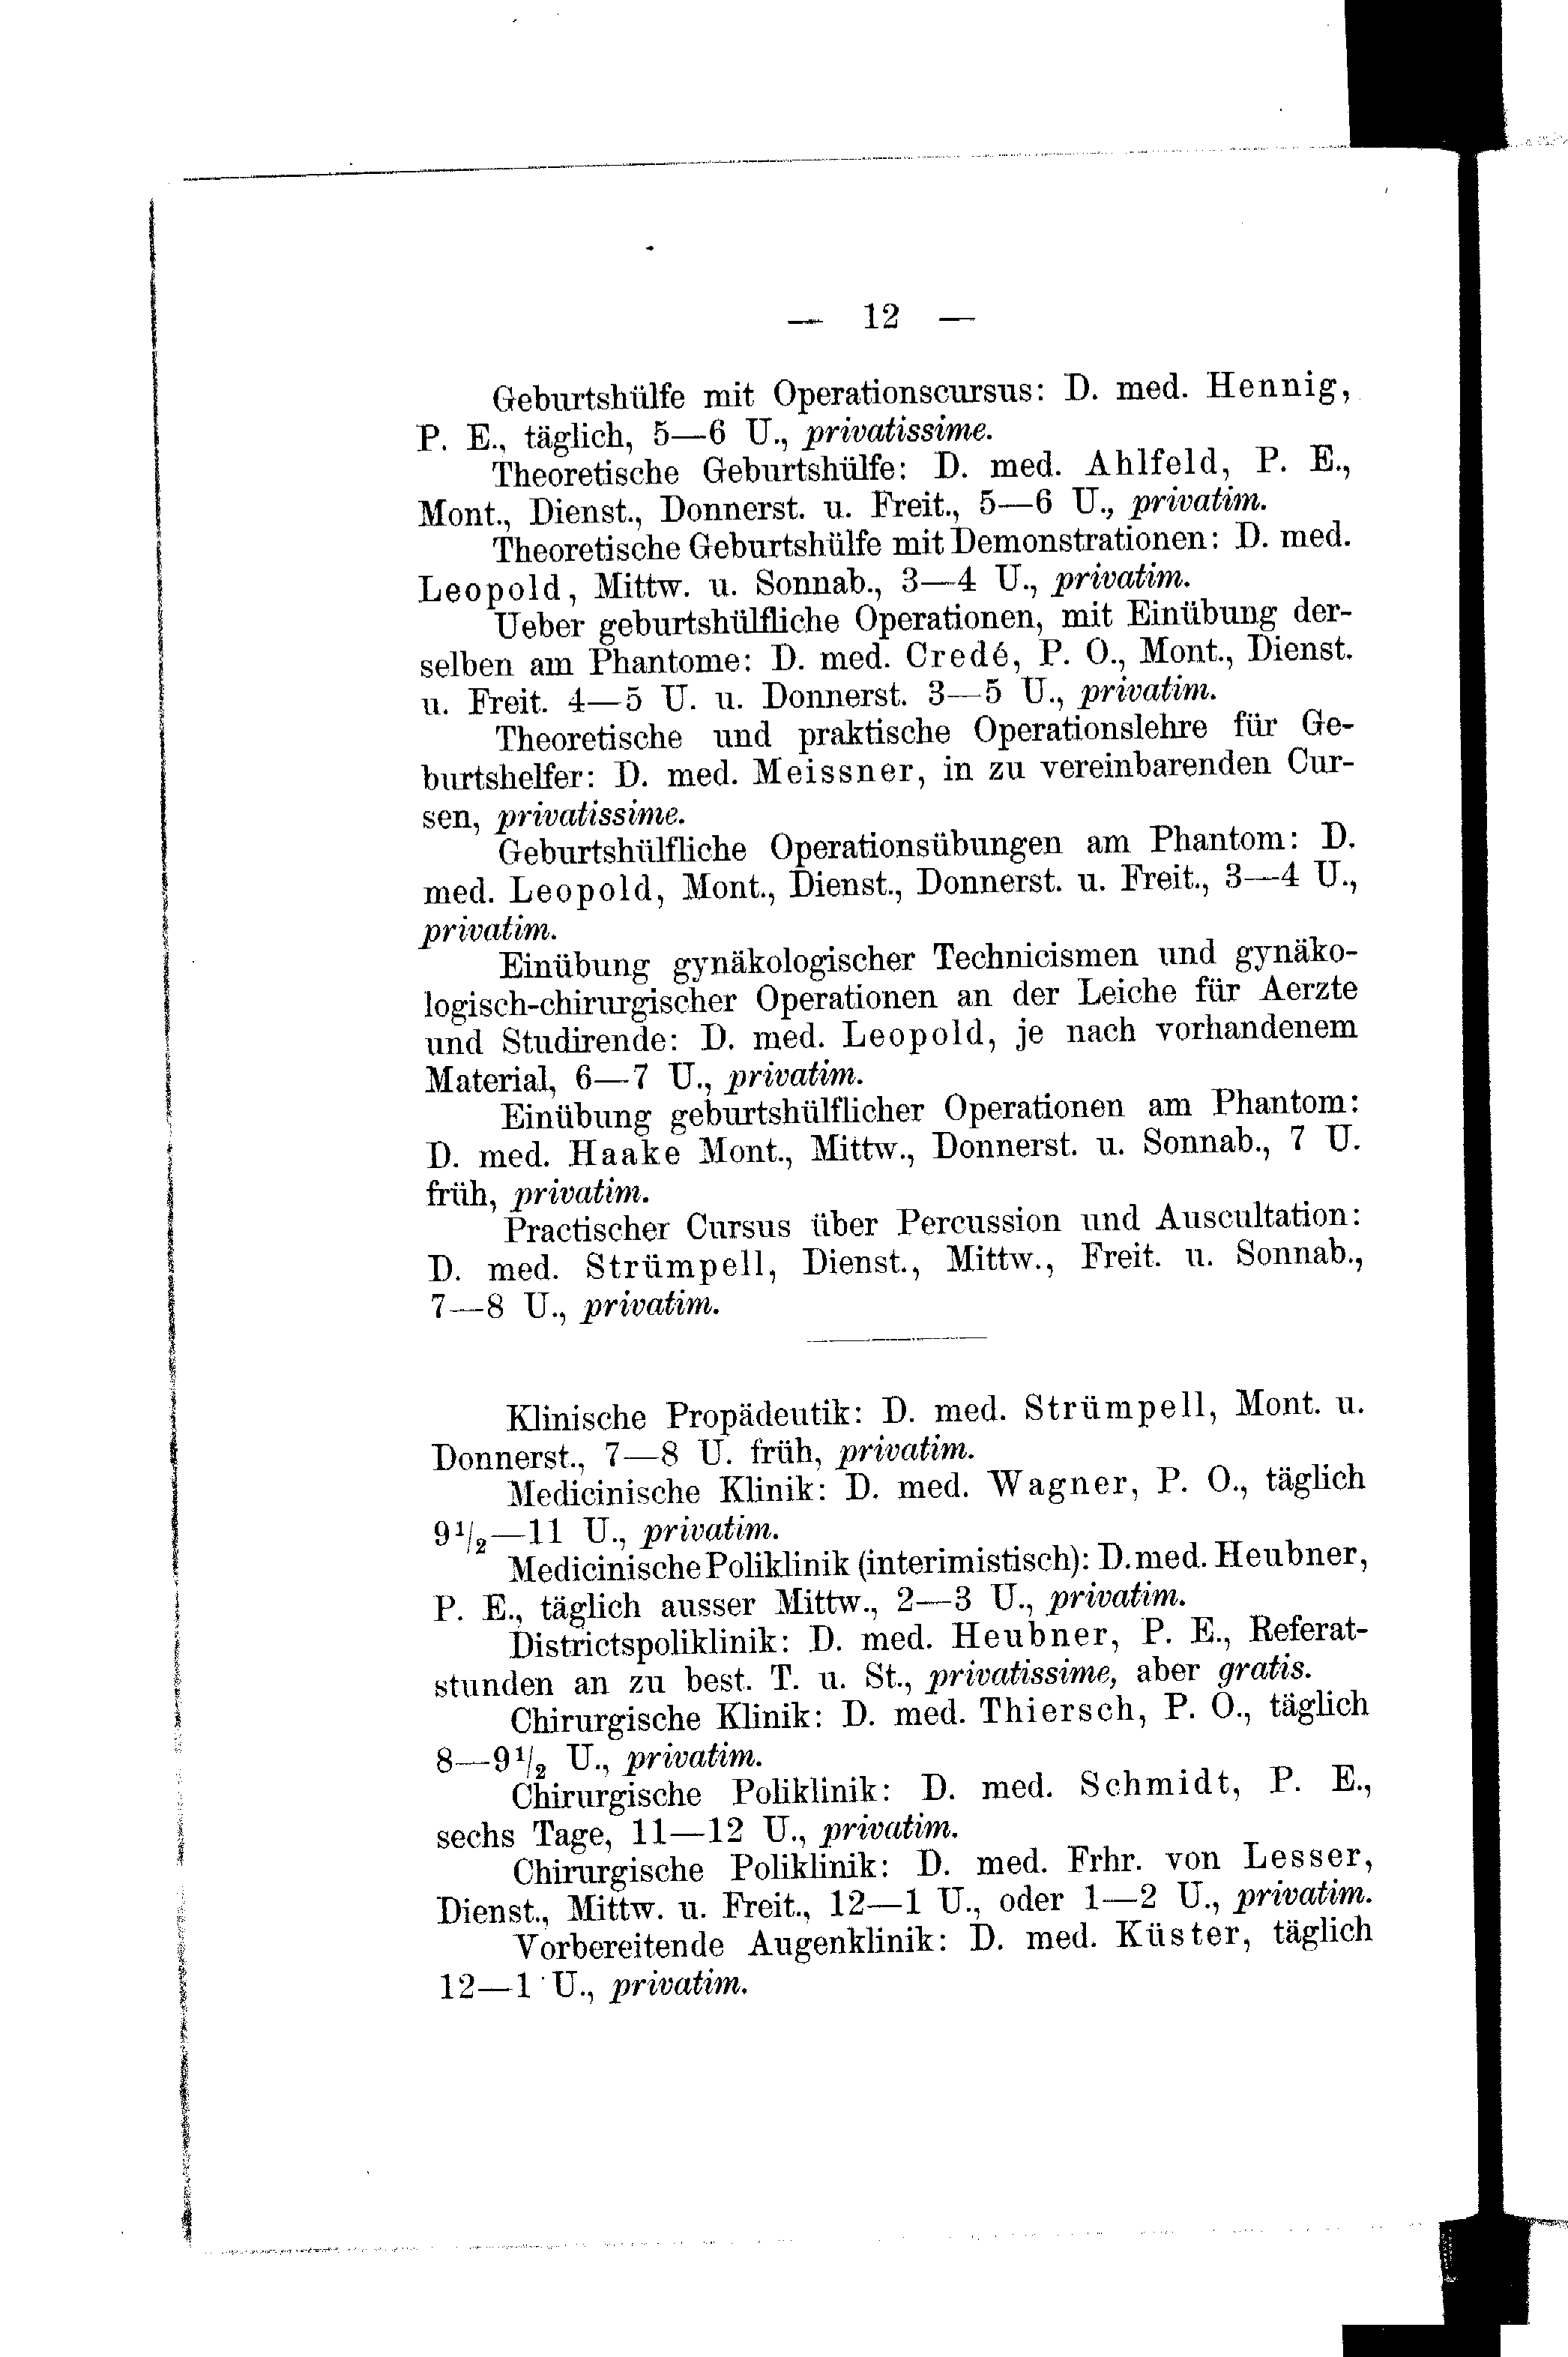 — 12 —
Geburtshülfe mit Operationscursus: D. med. Hennig,
P. E., täglich, 5—6 U., privatissime.
Theoretische Geburtshülfe: D. med. Ahlfeld, P. E.,
Mont., Dienst., Donnerst. u. Freit., 5—6 U., privatim.
Theoretische Geburtshülfe mit Demonstrationen: D. med.
Leopold, Mittw. u. Sonnab., 3—4 U., privatim.
Ueber geburtshülfliche Operationen, mit Einübung der-
selben am Phantome: D. med. Credé, P. O., Mont., Dienst.
u. Freit. 4—5 U. u. Donnerst. 3—5 U., privatim.
Theoretische und praktische Operationslehre für Ge-
burtshelfer: D. med. Meissner, in zu vereinbarenden Cur-
sen, privatissime.
Geburtshülfliche Operationsübungen am Phantom: D.
med. Leopold, Mont., Dienst., Donnerst. u. Freit., 3—4 U.,
privatim.
Einübung gynäkologischer Technicismen und gynäko-
logisch-chirurgischer Operationen an der Leiche für Aerzte
und Studirende: D. med. Leopold, je nach vorhandenem
Material, 6—7 U., privatim.
Einübung geburtshülflicher Operationen am Phantom:
D. med. Haake Mont., Mittw., Donnerst. u. Sonnab., 7 U.
früh, privatim.
Practischer Cursus über Percussion und Auscultation:
D. med. Strümpell, Dienst., Mittw., Freit. u. Sonnab.,
7—8 U., privatim.
Klinische Propädeutik: D. med. Strümpell, Mont. u.
Donnerst., 7—8 U. früh, privatim.
Medicinische Klinik: D. med. Wagner, P. O., täglich
9 1/2—11 U., privatim.
Medicinische Poliklinik (interimistisch): D. med. Heubner,
P. E., täglich ausser Mittw., 2—3 U., privatim.
Districtspoliklinik: D. med. Heubner, P. E., Referat-
stunden an zu best. T. u. St., privatissime, aber gratis.
Chirurgische Klinik: D. med. Thiersch, P. O., täglich
8—9 1/2 U., privatim.
Chirurgische Poliklinik: D. med. Schmidt, P. E.,
sechs Tage, 11—12 U., privatim.
Chirurgische Poliklinik: D. med. Frhr. von Lesser,
Dienst., Mittw. u. Freit., 12—1 U., oder 1—2 U., privatim.
Vorbereitende Augenklinik: D. med. Küster, täglich
12—1 U., privatim.